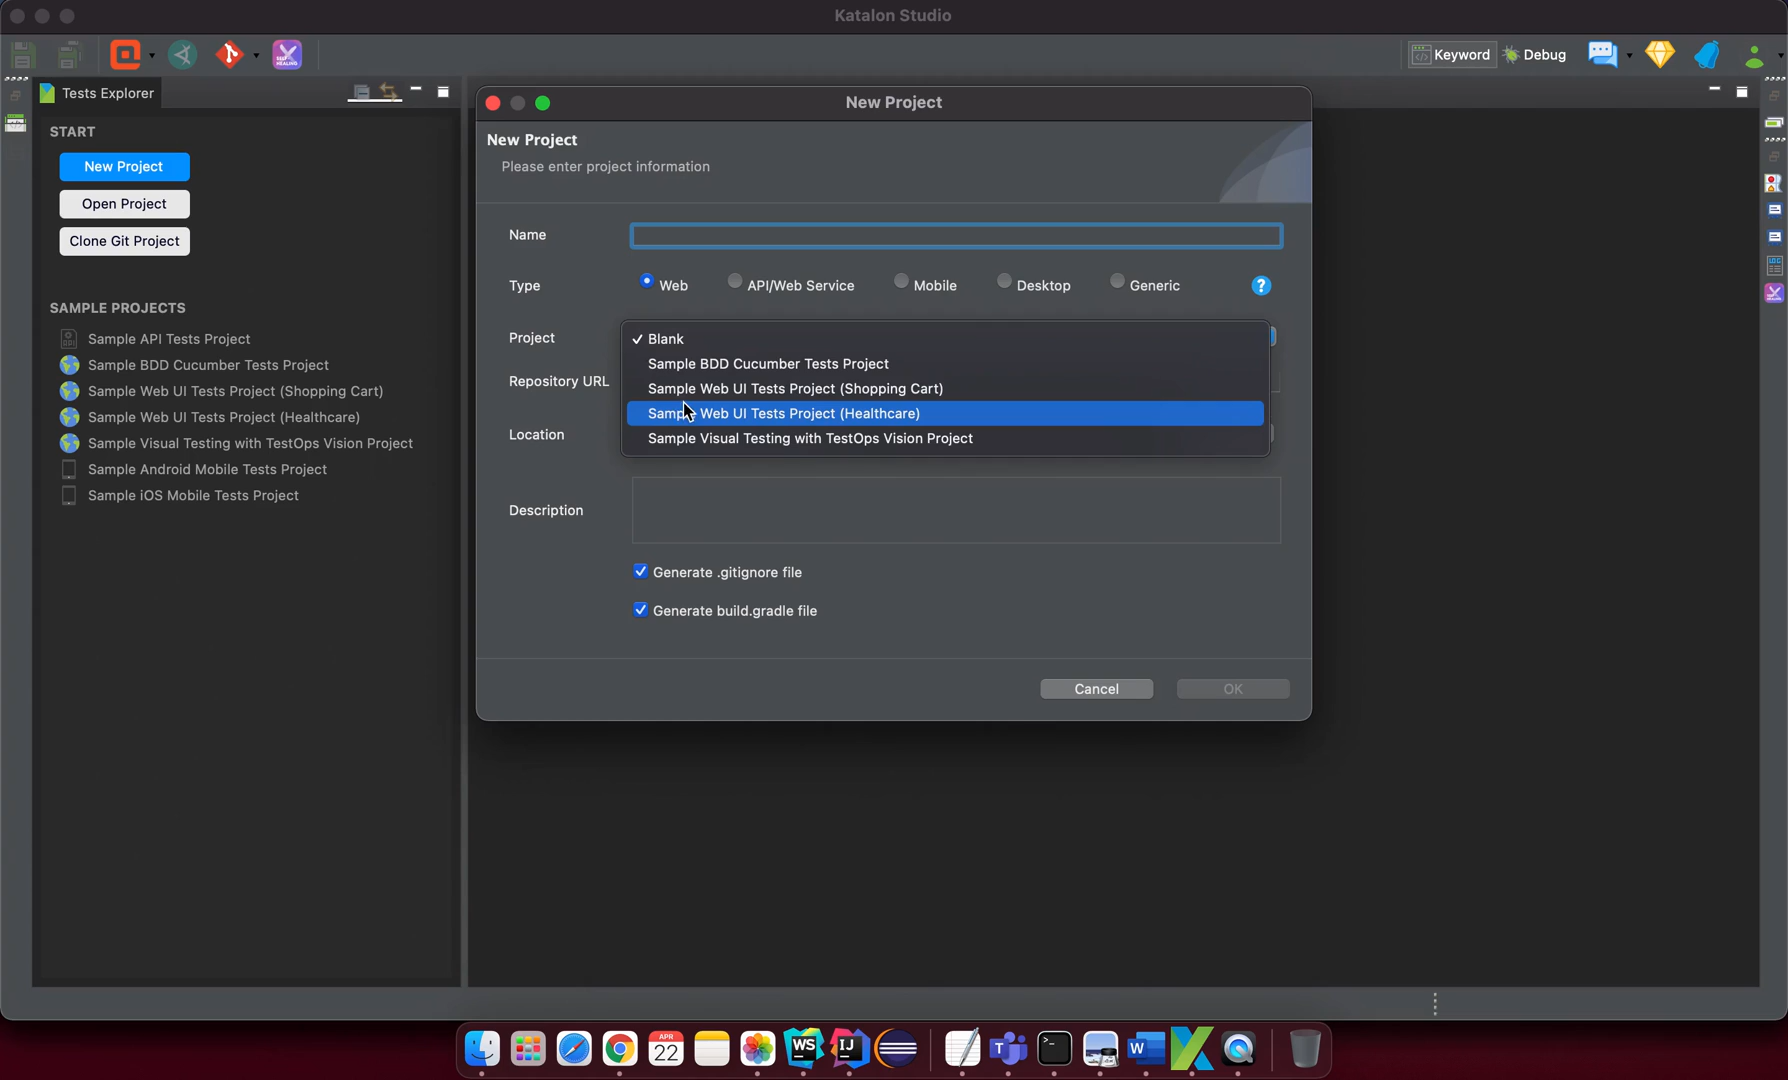 Katalon Studio
Keyword
Debug
SELF HEALING
Tests Explorer
START
New Project
Open Project
Clone Git Project
SAMPLE PROJECTS
Sample API Tests Project
Sample BDD Cucumber Tests Project
Sample Web UI Tests Project (Shopping Cart)
Sample Web UI Tests Project (Healthcare)
Sample Visual Testing with TestOps Vision Project
Sample Android Mobile Tests Project
Sample iOS Mobile Tests Project
New Project
New Project
Please enter project information
Name
Type
Web
API/Web Service
Mobile
Desktop
Generic
?
Project
✓ Blank
Sample BDD Cucumber Tests Project
Repository URL
Sample Web UI Tests Project (Shopping Cart)
Sample Web UI Tests Project (Healthcare)
Location
Sample Visual Testing with TestOps Vision Project
Description
Generate .gitignore file
Generate build.gradle file
Cancel
OK
APR
22
WS
IJ
W